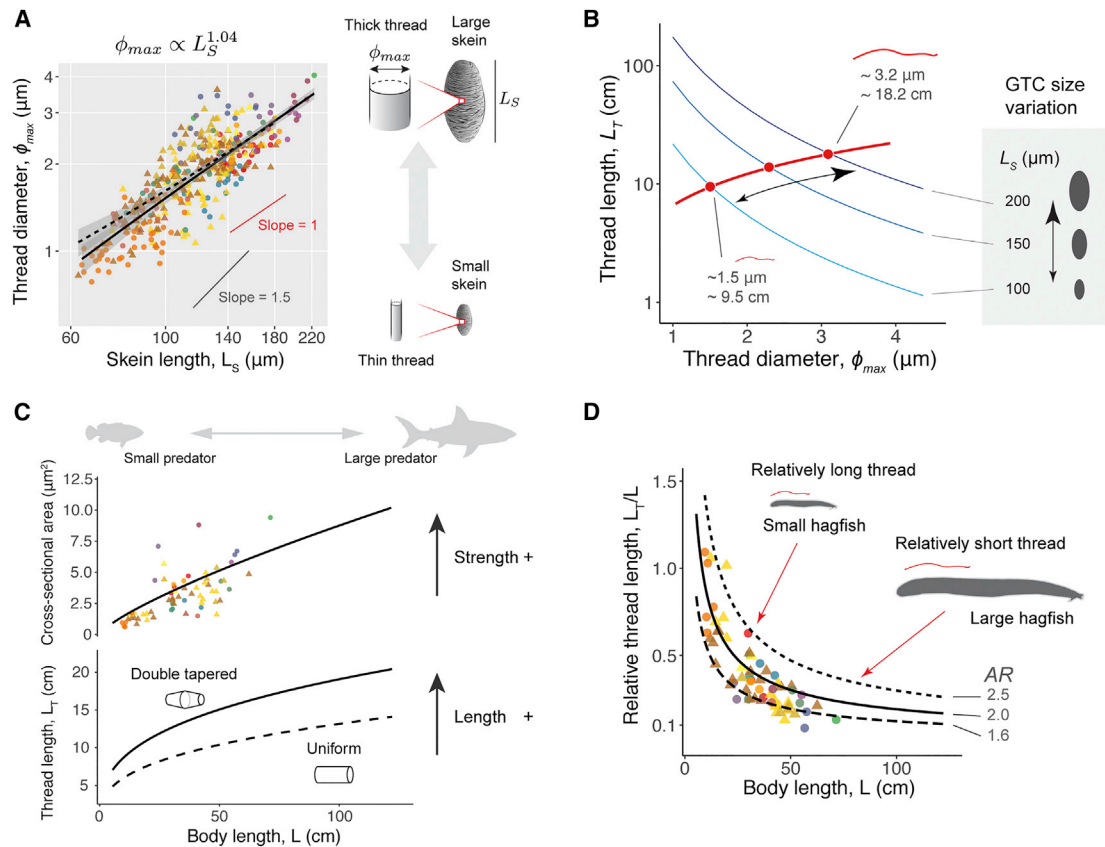 A
ϕmax ∝ L_S^1.04
Thread diameter, ϕmax (µm)
4
3
2
1
Slope = 1
Slope = 1.5
60
100
140
180
220
Skein length, L_S (µm)
Thick thread
ϕmax
Large
skein
L_S
Small
skein
Thin thread
B
Thread length, L_T (cm)
100
10
1
~ 3.2 µm
~ 18.2 cm
~1.5 µm
~ 9.5 cm
1
2
3
4
Thread diameter, ϕmax (µm)
GTC size
variation
L_S (µm)
200
150
100
C
Small predator
Large predator
Cross-sectional area (µm²)
12.5
10.0
7.5
5.0
2.5
0
Strength +
Thread length, L_T (cm)
20
15
10
5
Double tapered
Uniform
Length +
0
50
100
Body length, L (cm)
D
Relative thread length, L_T/L
1.5
1.0
0.5
0.1
Relatively long thread
Small hagfish
Relatively short thread
Large hagfish
AR
2.5
2.0
1.6
0
50
100
Body length, L (cm)